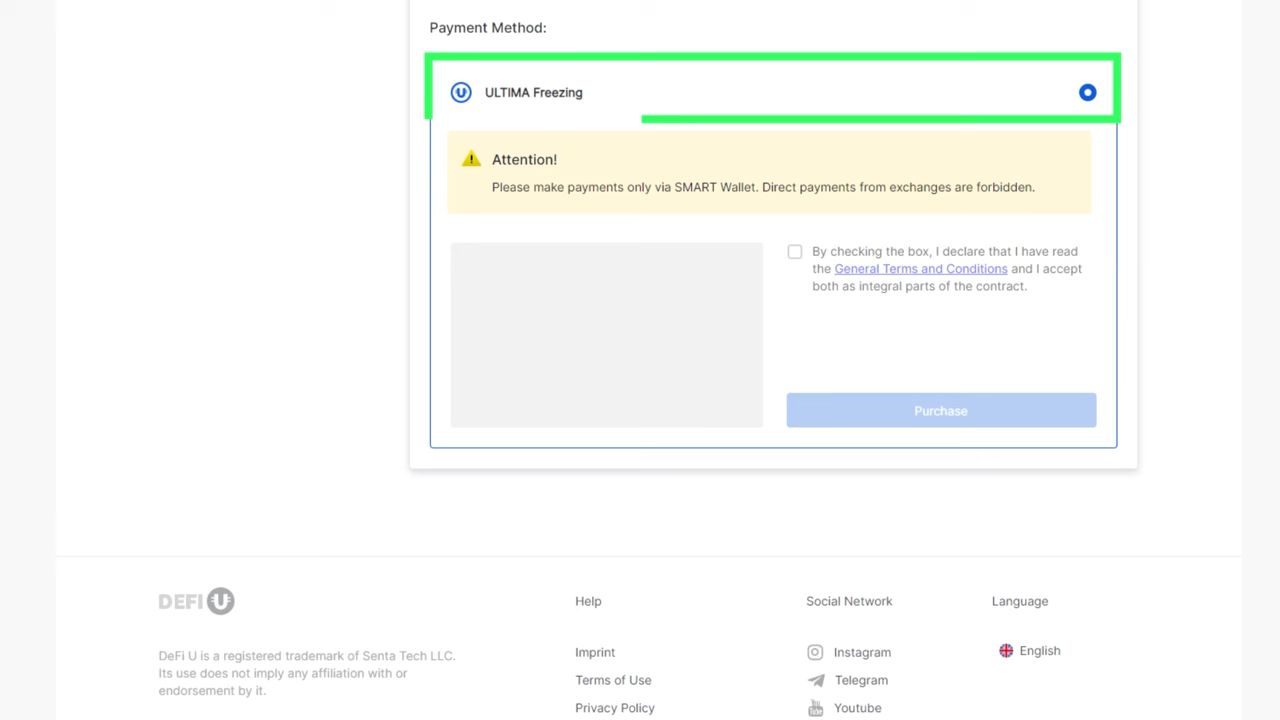 Payment Method:
ULTIMA Freezing
Attention!
Please make payments only via SMART Wallet. Direct payments from exchanges are forbidden.
By checking the box, I declare that I have read
the General Terms and Conditions and I accept
both as integral parts of the contract.
Purchase
DEFI U
DeFi U is a registered trademark of Senta Tech LLC.
Its use does not imply any affiliation with or
endorsement by it.
Help
Imprint
Terms of Use
Privacy Policy
Social Network
Instagram
Telegram
Youtube
Language
English